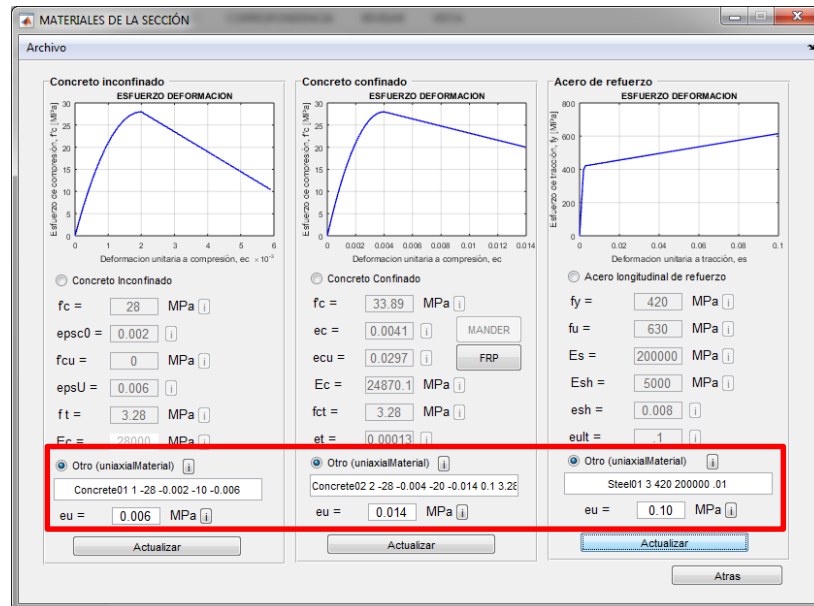 MATERIALES DE LA SECCIÓN
Archivo
Concreto inconfinado
ESFUERZO DEFORMACION
Esfuerzo de compresión, f'c [MPa]
30
25
20
15
10
5
0
0 1 2 3 4 5 6
Deformacion unitaria a compresión, ec × 10⁻³
Concreto Inconfinado
f'c = 28 MPa i
epsc0 = 0.002 i
f'cu = 0 MPa i
epsU = 0.006 i
f t = 3.28 MPa i
Ec = 28000 MPa i
Otro (uniaxialMaterial) i
Concrete01 1 -28 -0.002 -10 -0.006
eu = 0.006 MPa i
Actualizar
Concreto confinado
ESFUERZO DEFORMACION
Esfuerzo de compresión, f'c [MPa]
30
25
20
15
10
5
0
0 0.002 0.004 0.006 0.008 0.01 0.012 0.014
Deformacion unitaria a compresión, ec
Concreto Confinado
f'c = 33.89 MPa i
ec = 0.0041 i MANDER
ecu = 0.0297 i FRP
Ec = 24870.1 MPa i
fct = 3.28 MPa i
et = 0.00013 i
Otro (uniaxialMaterial) i
Concrete02 2 -28 -0.004 -20 -0.014 0.1 3.28
eu = 0.014 MPa i
Actualizar
Acero de refuerzo
ESFUERZO DEFORMACION
Esfuerzo de tracción, fy [MPa]
800
600
400
200
0
0 0.02 0.04 0.06 0.08 0.1
Deformacion unitaria a tracción, es
Acero longitudinal de refuerzo
fy = 420 MPa i
fu = 630 MPa i
Es = 200000 MPa i
Esh = 5000 MPa i
esh = 0.008 i
eult = .1 i
Otro (uniaxialMaterial) i
Steel01 3 420 200000 .01
eu = 0.10 MPa i
Actualizar
Atras